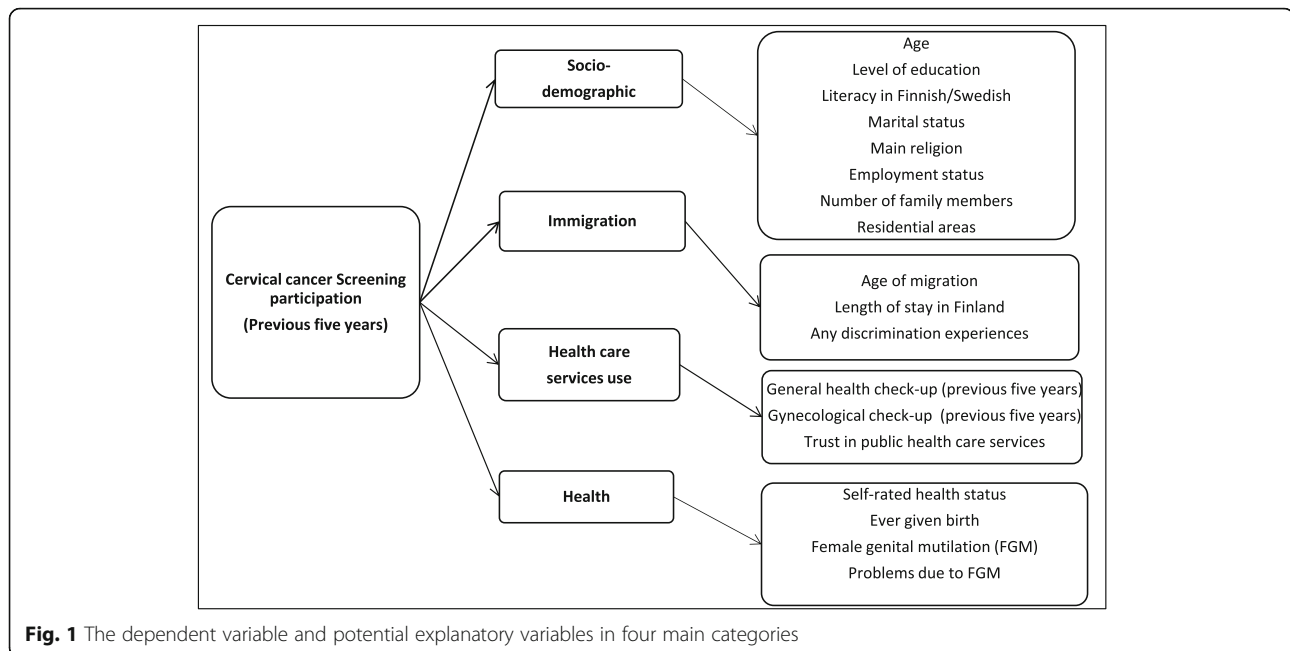 Cervical cancer Screening
participation
(Previous five years)
Socio-
demographic
Age
Level of education
Literacy in Finnish/Swedish
Marital status
Main religion
Employment status
Number of family members
Residential areas
Immigration
Age of migration
Length of stay in Finland
Any discrimination experiences
Health care
services use
General health check-up (previous five years)
Gynecological check-up (previous five years)
Trust in public health care services
Health
Self-rated health status
Ever given birth
Female genital mutilation (FGM)
Problems due to FGM
Fig. 1 The dependent variable and potential explanatory variables in four main categories